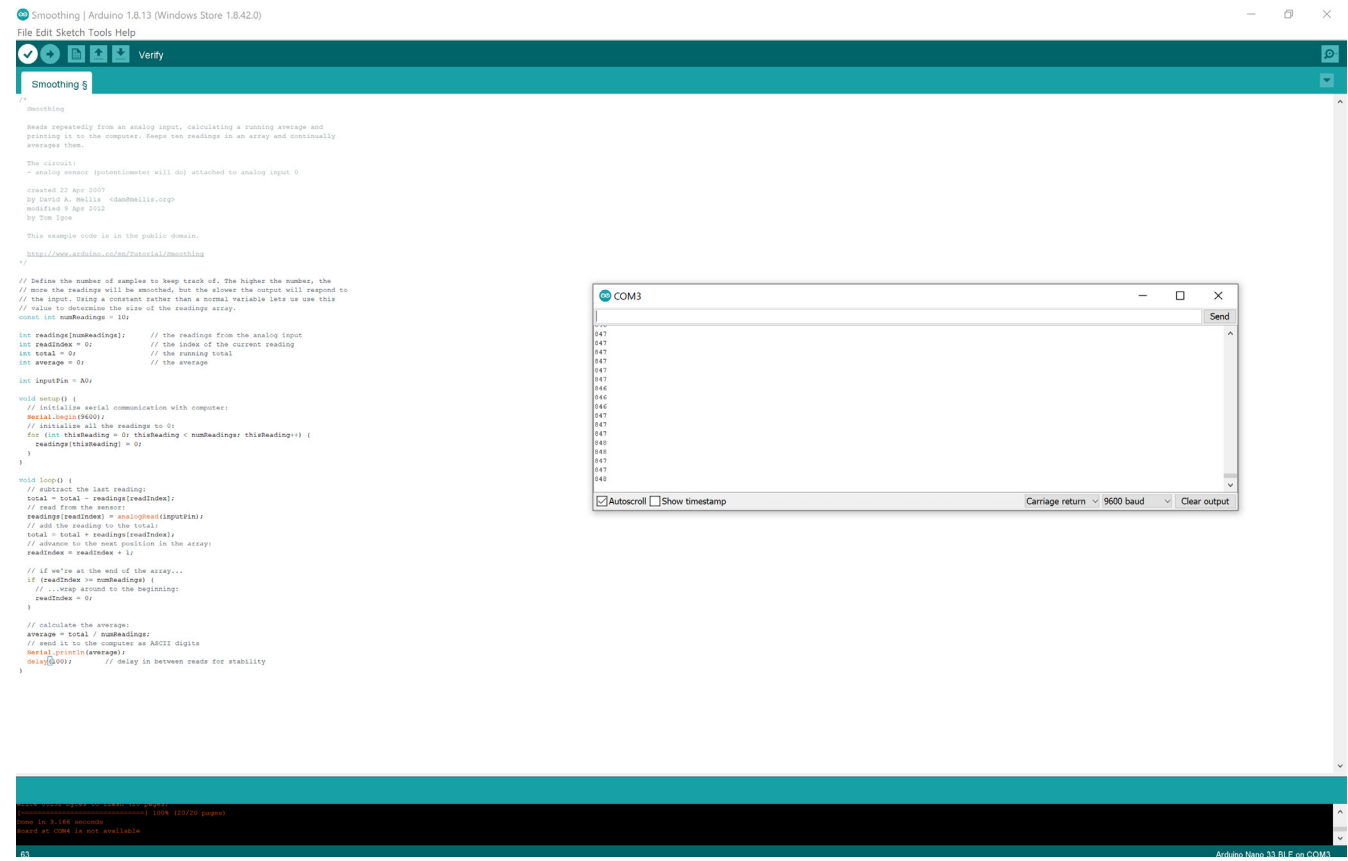 Smoothing | Arduino 1.8.13 (Windows Store 1.8.42.0)
File Edit Sketch Tools Help
Verify
Smoothing §
/*
Smoothing
Reads repeatedly from an analog input, calculating a running average and
printing it to the computer. Keeps ten readings in an array and continually
averages them.
The circuit:
- analog sensor (potentiometer will do) attached to analog input 0
created 22 Apr 2007
by David A. Mellis <dam@mellis.org>
modified 9 Apr 2012
by Tom Igoe
This example code is in the public domain.
http://www.arduino.cc/en/Tutorial/Smoothing
*/
// Define the number of samples to keep track of. The higher the number, the
// more the readings will be smoothed, but the slower the output will respond to
// the input. Using a constant rather than a normal variable lets us use this
// value to determine the size of the readings array.
const int numReadings = 10;
int readings[numReadings]; // the readings from the analog input
int readIndex = 0; // the index of the current reading
int total = 0; // the running total
int average = 0; // the average
int inputPin = A0;
void setup() {
// initialize serial communication with computer:
Serial.begin(9600);
// initialize all the readings to 0:
for (int thisReading = 0; thisReading < numReadings; thisReading++) {
readings[thisReading] = 0;
}
}
void loop() {
// subtract the last reading:
total = total - readings[readIndex];
// read from the sensor:
readings[readIndex] = analogRead(inputPin);
// add the reading to the total:
total = total + readings[readIndex];
// advance to the next position in the array:
readIndex = readIndex + 1;
// if we're at the end of the array...
if (readIndex >= numReadings) {
// ...wrap around to the beginning:
readIndex = 0;
}
// calculate the average:
average = total / numReadings;
// send it to the computer as ASCII digits
Serial.println(average);
delay(100); // delay in between reads for stability
}
COM3
Send
847
847
847
847
847
847
846
846
846
847
847
847
848
848
847
847
848
Autoscroll Show timestamp
Carriage return 9600 baud Clear output
100% (20/20 pages)
Done in 3.166 seconds
Board at COM4 is not available
63
Arduino Nano 33 BLE on COM3